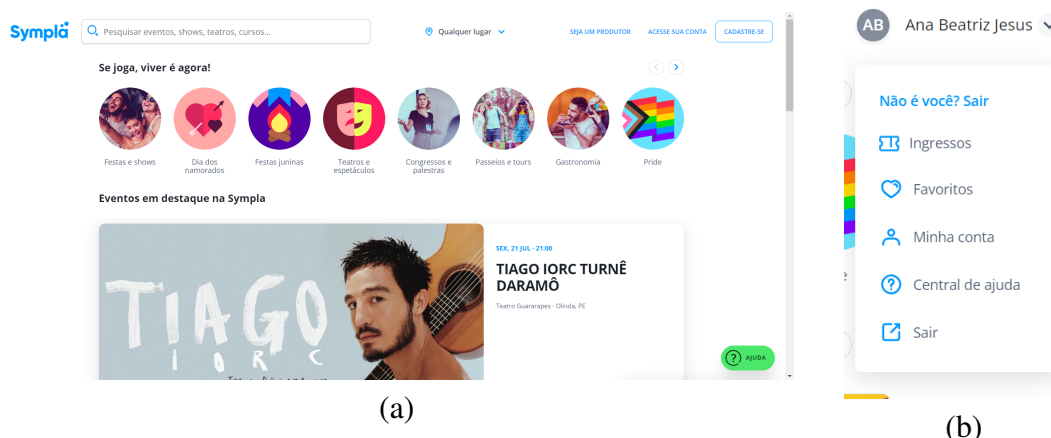 Sympla
Pesquisar eventos, shows, teatros, cursos...
Qualquer lugar
SEJA UM PRODUTOR
ACESSE SUA CONTA
CADASTRE-SE
Se joga, viver é agora!
Festas e shows
Dia dos
namorados
Festas juninas
Teatros e
espetáculos
Congressos e
palestras
Passeios e tours
Gastronomia
Pride
Eventos em destaque na Sympla
TIAGO
IORC
SEX, 21 JUL - 21:00
TIAGO IORC TURNÊ
DARAMÔ
Teatro Guararapes - Olinda, PE
? AJUDA
(a)
AB
Ana Beatriz Jesus
Não é você? Sair
Ingressos
Favoritos
Minha conta
Central de ajuda
Sair
(b)